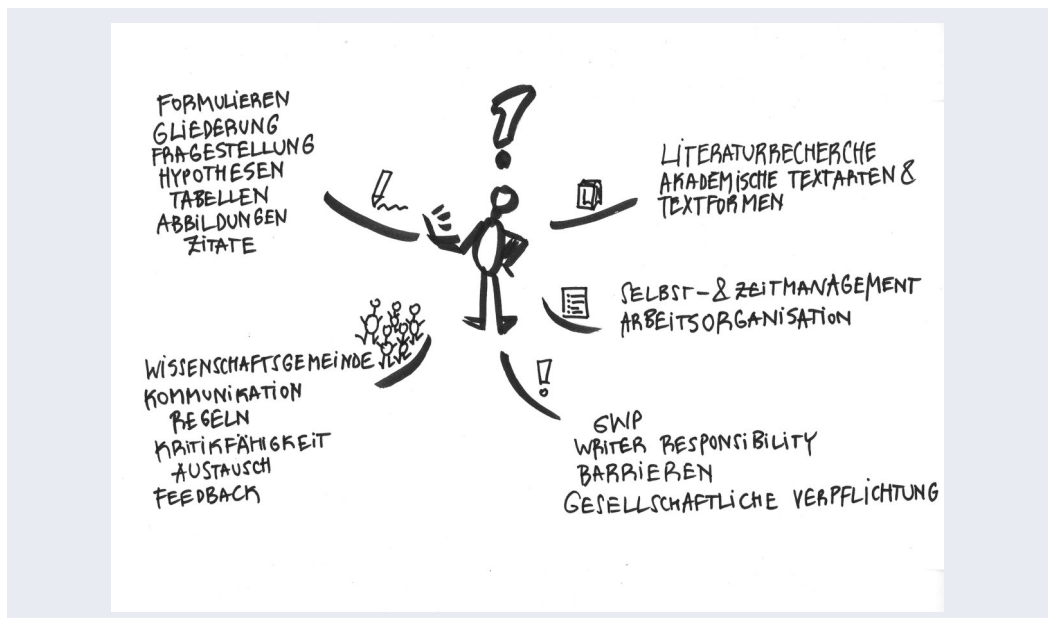 FORMULIEREN
GLIEDERUNG
FRAGESTELLUNG
HYPOTHESEN
TABELLEN
ABBILDUNGEN
ZITATE
?
LITERATURRECHERCHE
AKADEMISCHE TEXTARTEN &
TEXTFORMEN
SELBST- & ZEITMANAGEMENT
ARBEITSORGANISATION
!
GWP
WRITER RESPONSIBILITY
BARRIEREN
GESELLSCHAFTLICHE VERPFLICHTUNG
WISSENSCHAFTSGEMEINDE
KOMMUNIKATION
REGELN
KRITIKFÄHIGKEIT
AUSTAUSCH
FEEDBACK